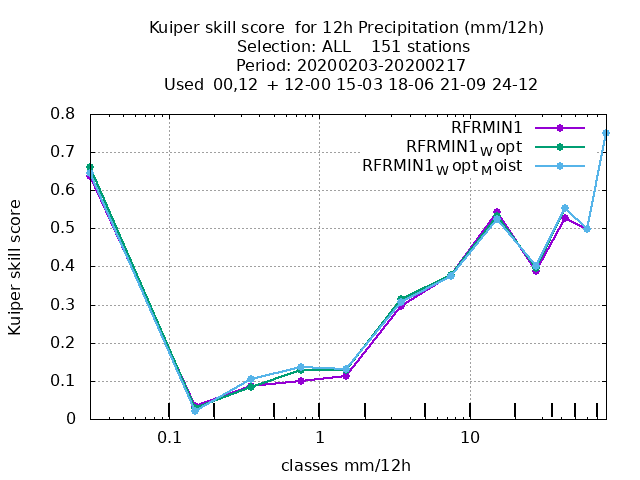 Kuiper skill score for 12h Precipitation (mm/12h)
Selection: ALL 151 stations
Period: 20200203-20200217
Used 00,12 + 12-00 15-03 18-06 21-09 24-12
RFRMIN1
RFRMIN1W opt
RFRMIN1W optMoist
0.8
0.7
0.6
0.5
0.4
0.3
0.2
0.1
0
Kuiper skill score
0.1 1 10
classes mm/12h